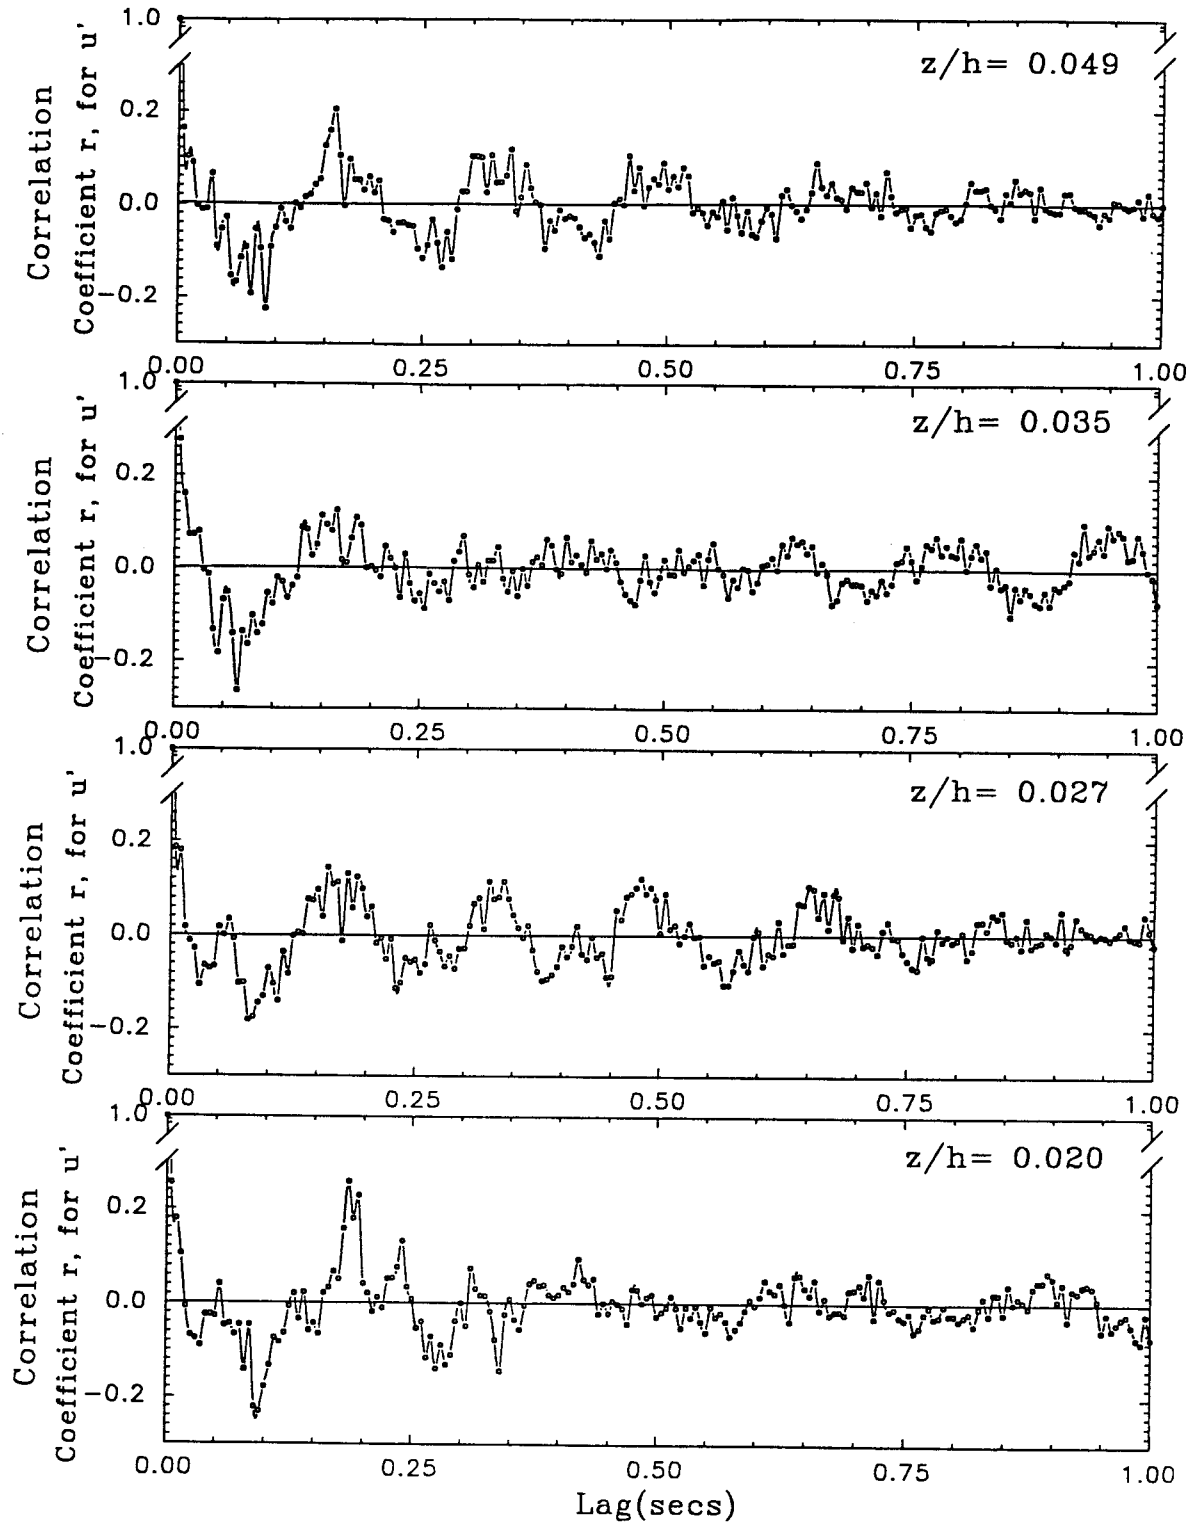 1.0
z/h= 0.049
0.2
0.0
-0.2
Correlation
Coefficient r, for u'
0.00 0.25 0.50 0.75 1.00
1.0
z/h= 0.035
0.2
0.0
-0.2
Correlation
Coefficient r, for u'
0.00 0.25 0.50 0.75 1.00
1.0
z/h= 0.027
0.2
0.0
-0.2
Correlation
Coefficient r, for u'
0.00 0.25 0.50 0.75 1.00
1.0
z/h= 0.020
0.2
0.0
-0.2
Correlation
Coefficient r, for u'
0.00 0.25 0.50 0.75 1.00
Lag(secs)